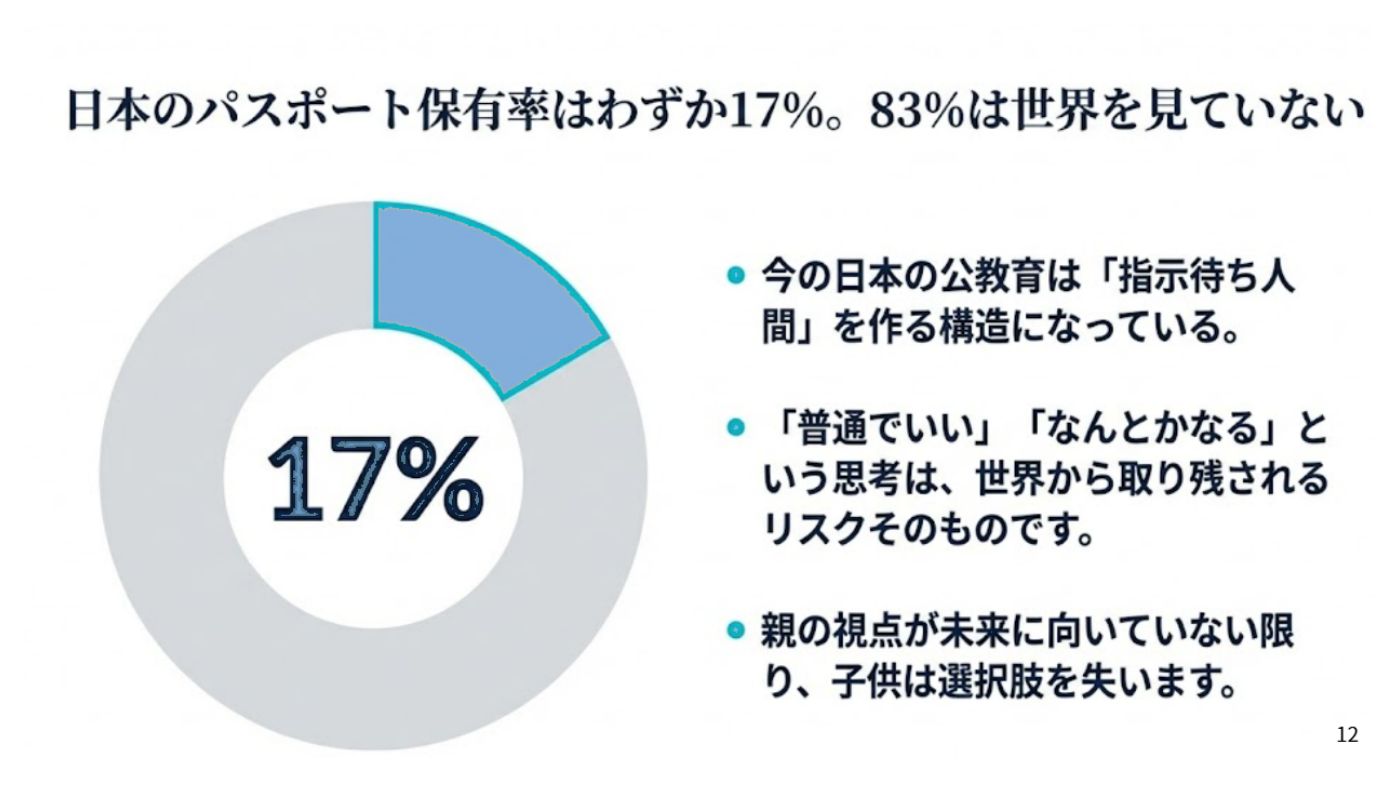 日本のパスポート保有率はわずか17%。83%は世界を見ていない
17%
今の日本の公教育は「指示待ち人
間」を作る構造になっている。
「普通でいい」「なんとかなる」と
いう思考は、世界から取り残される
リスクそのものです。
親の視点が未来に向いていない限
り、子供は選択肢を失います。
12